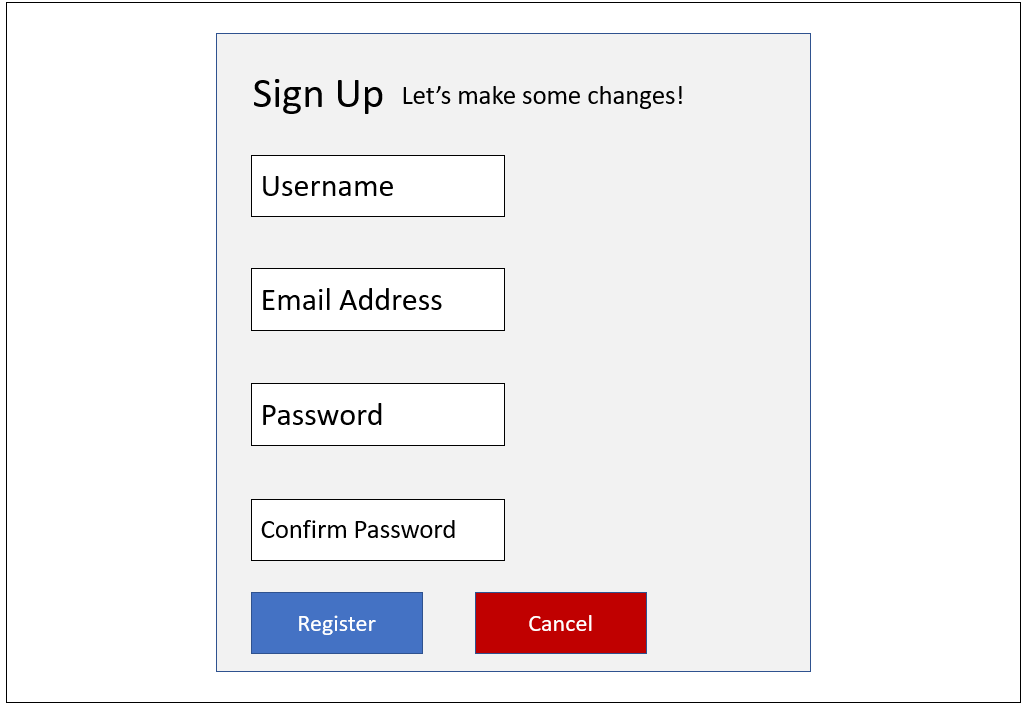 Sign Up Let’s make some changes!
Username
Email Address
Password
Confirm Password
Register Cancel